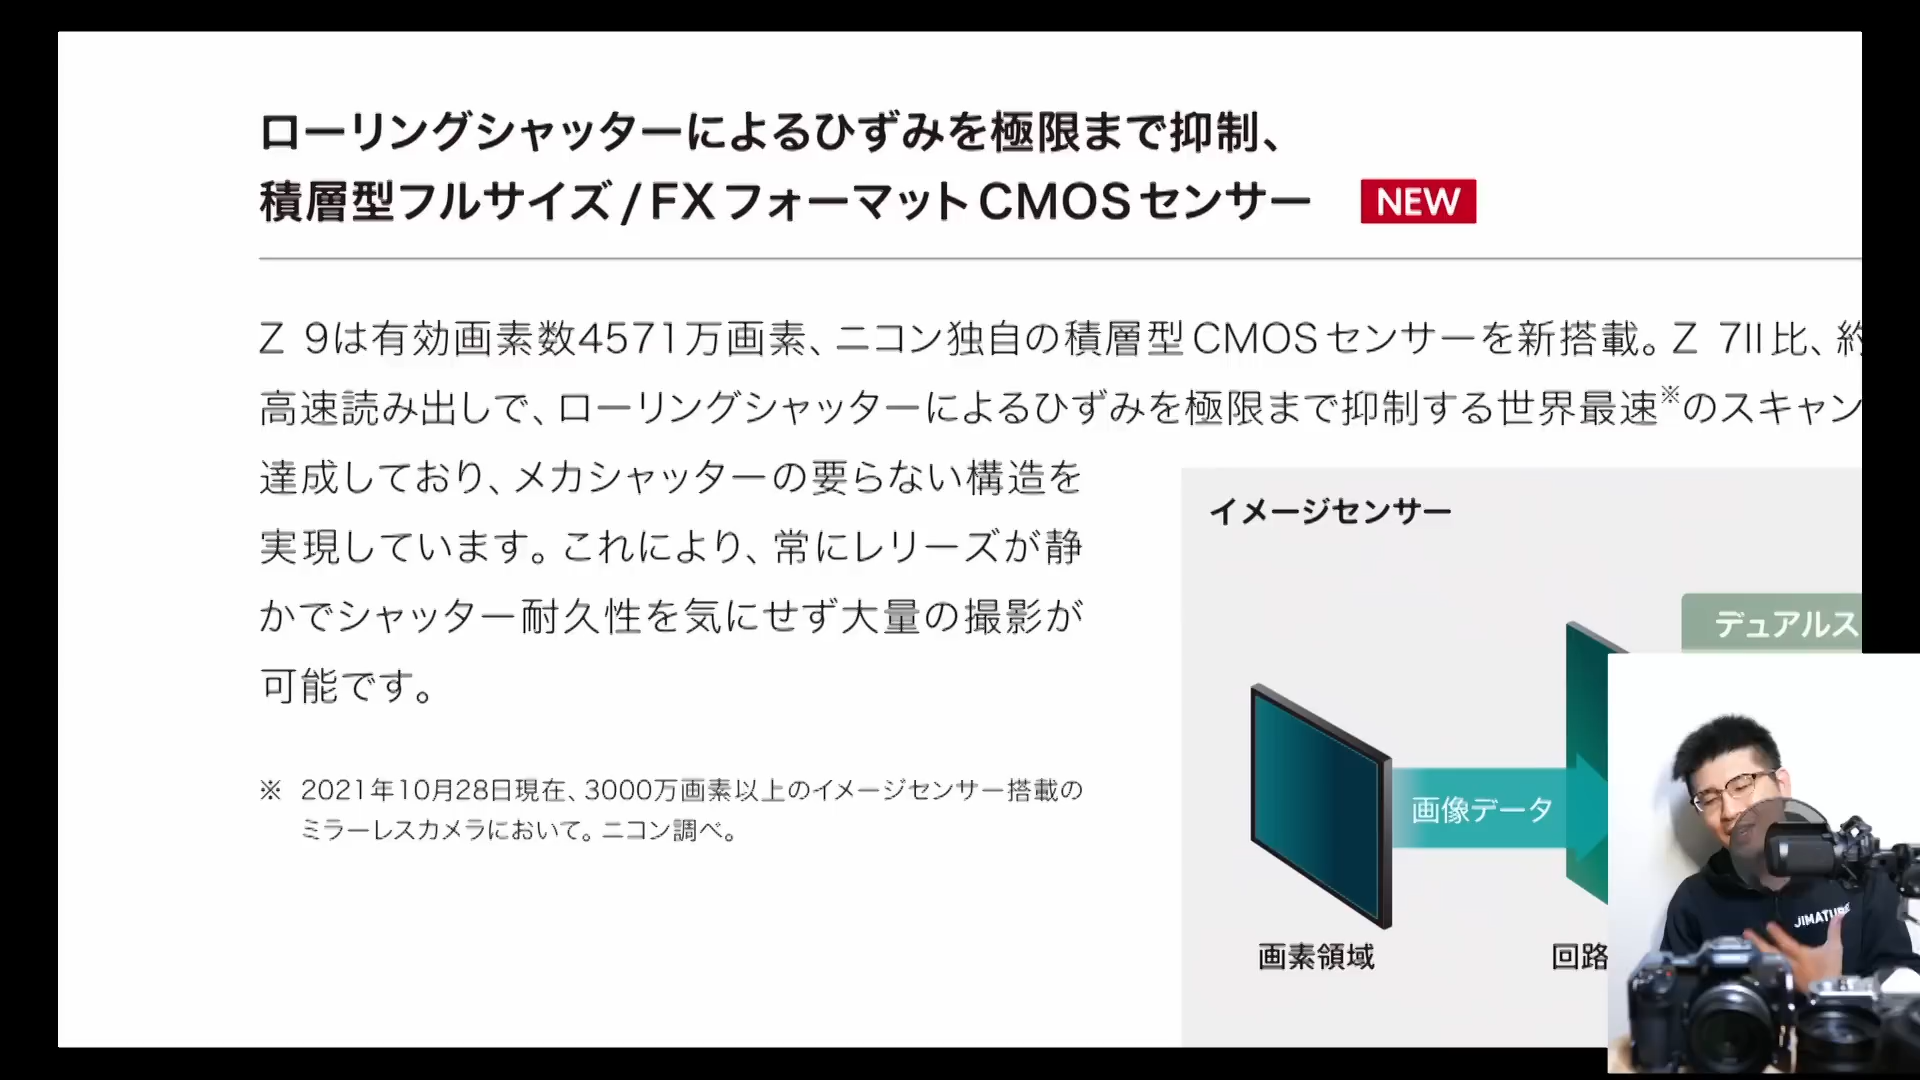 ローリングシャッターによるひずみを極限まで抑制、
積層型フルサイズ/FXフォーマットCMOSセンサー NEW
Z 9は有効画素数4571万画素、ニコン独自の積層型CMOSセンサーを新搭載。Z 7II比、約
高速読み出しで、ローリングシャッターによるひずみを極限まで抑制する世界最速※のスキャン
達成しており、メカシャッターの要らない構造を
実現しています。これにより、常にレリーズが静
かでシャッター耐久性を気にせず大量の撮影が
可能です。
※ 2021年10月28日現在、3000万画素以上のイメージセンサー搭載の
ミラーレスカメラにおいて。ニコン調べ。
イメージセンサー
デュアルス
画像データ
画素領域
回路